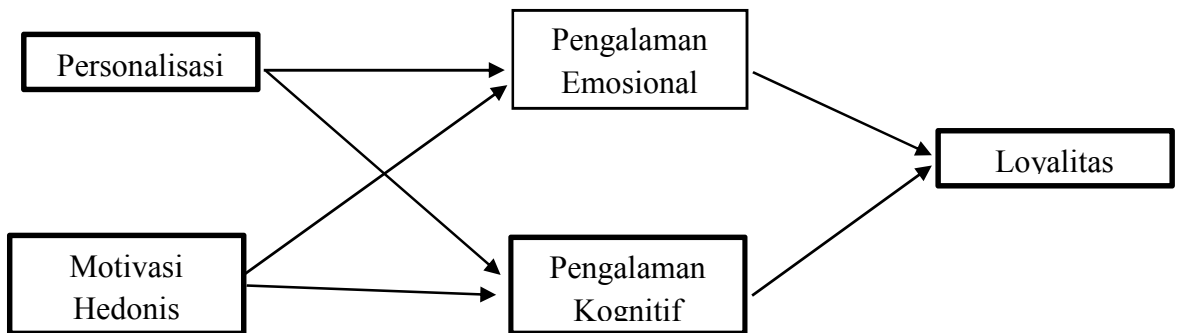 Personalisasi
Pengalaman
Emosional
Loyalitas
Motivasi
Hedonis
Pengalaman
Kognitif